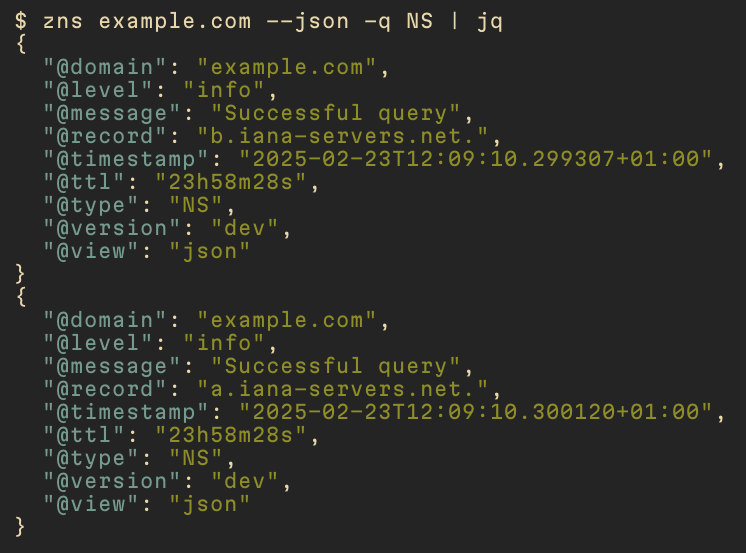 $ zns example.com --json -q NS | jq
{
  "@domain": "example.com",
  "@level": "info",
  "@message": "Successful query",
  "@record": "b.iana-servers.net.",
  "@timestamp": "2025-02-23T12:09:10.299307+01:00",
  "@ttl": "23h58m28s",
  "@type": "NS",
  "@version": "dev",
  "@view": "json"
}
{
  "@domain": "example.com",
  "@level": "info",
  "@message": "Successful query",
  "@record": "a.iana-servers.net.",
  "@timestamp": "2025-02-23T12:09:10.300120+01:00",
  "@ttl": "23h58m28s",
  "@type": "NS",
  "@version": "dev",
  "@view": "json"
}